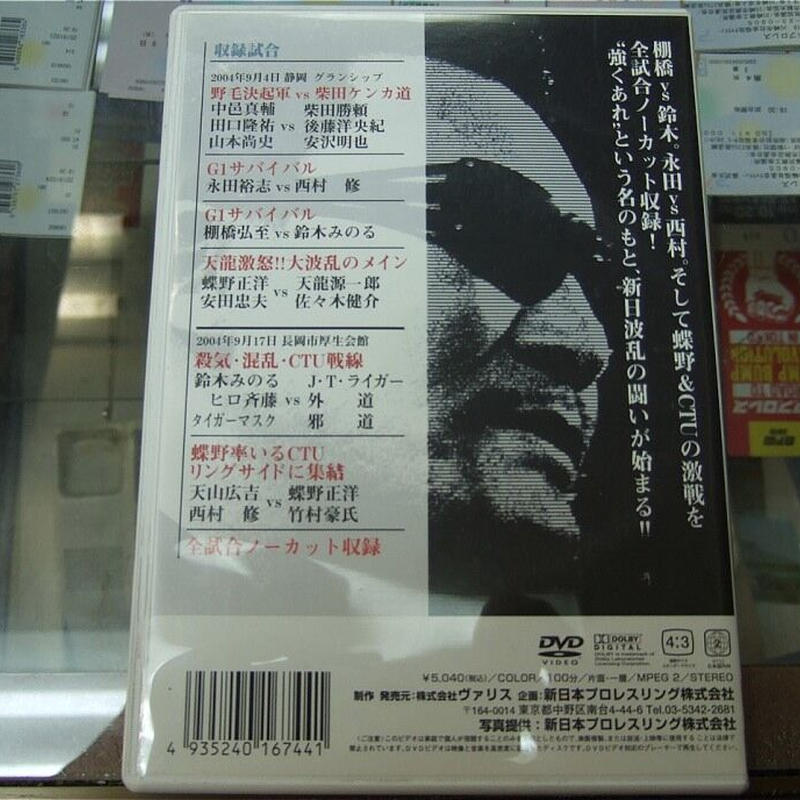 棚橋vs鈴木。永田vs西村。そして蝶野&CTUの激戦を
全試合ノーカット収録!
“強くあれ”という名のもと、新日波乱の闘いが始まる!!
収録試合
2004年9月4日 静岡 グランシップ
野毛決起軍 vs 柴田ケンカ道
中邑真輔 柴田勝頼
田口隆祐 vs 後藤洋央紀
山本尚史 安沢明也
G1サバイバル
永田裕志 vs 西村 修
G1サバイバル
棚橋弘至 vs 鈴木みのる
天龍激怒!!大波乱のメイン
蝶野正洋 vs 天龍源一郎
安田忠夫 佐々木健介
2004年9月17日 長岡市厚生会館
殺気・混乱・CTU戦線
鈴木みのる J・T・ライガー
ヒロ斉藤 vs 外 道
タイガーマスク 邪 道
蝶野率いるCTU
リングサイドに集結
天山広吉 vs 蝶野正洋
西村 修 竹村豪氏
全試合ノーカット収録
DVD VIDEO
DOLBY DIGITAL
4:3
2
¥5,040(税込)/COLOR/100分/片面・一層/MPEG 2/STEREO
制作 発売元:株式会社ヴァリス 企画:新日本プロレスリング株式会社
〒164-0014 東京都中野区南台4-44-6 Tel.03-5342-2681
写真提供:新日本プロレスリング株式会社
4 935240 167441